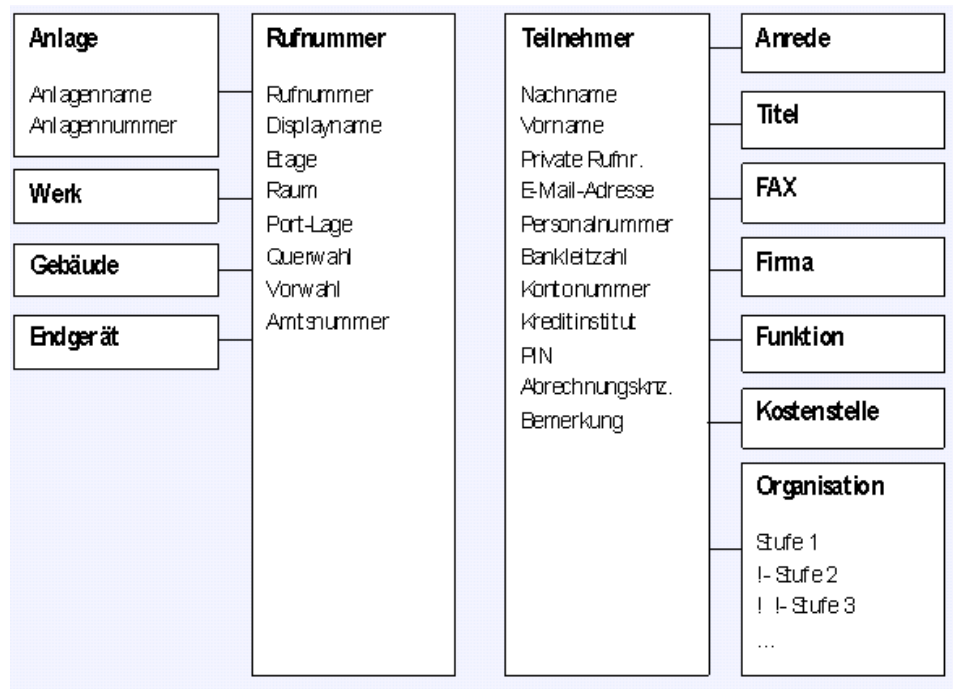 Anlage
Anlagenname
Anlagennummer
Werk
Gebäude
Endgerät
Rufnummer
Rufnummer
Displayname
Etage
Raum
Port-Lage
Querwahl
Vorwahl
Amtsnummer
Teilnehmer
Nachname
Vorname
Private Rufnr.
E-Mail-Adresse
Personalnummer
Bankleitzahl
Kontonummer
Kreditinstitut
PIN
Abrechnungsknz.
Bemerkung
Anrede
Titel
FAX
Firma
Funktion
Kostenstelle
Organisation
Stufe 1
!- Stufe 2
! !- Stufe 3
...